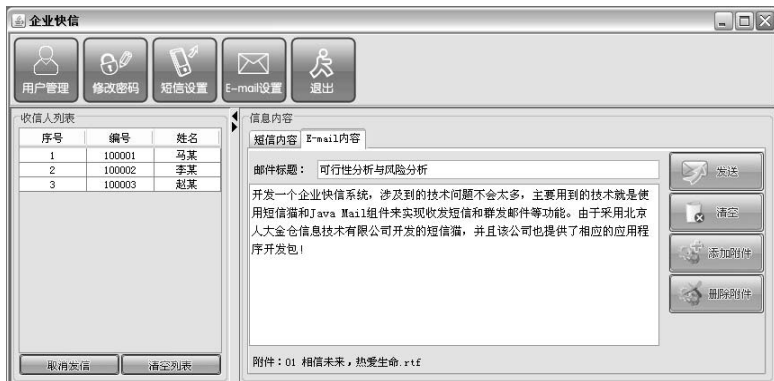 企业快信
用户管理 修改密码 短信设置 E-mail设置 退出
收信人列表
序号 编号 姓名
1 100001 马某
2 100002 李某
3 100003 赵某
取消发信 清空列表
信息内容
短信内容 E-mail内容
邮件标题： 可行性分析与风险分析
开发一个企业快信系统，涉及到的技术问题不会太多，主要用到的技术就是使
用短信猫和Java Mail组件来实现收发短信和群发邮件等功能。由于采用北京
人大金仓信息技术有限公司开发的短信猫，并且该公司也提供了相应的应用程
序开发包！
附件：01 相信未来，热爱生命.rtf
发送
清空
添加附件
删除附件